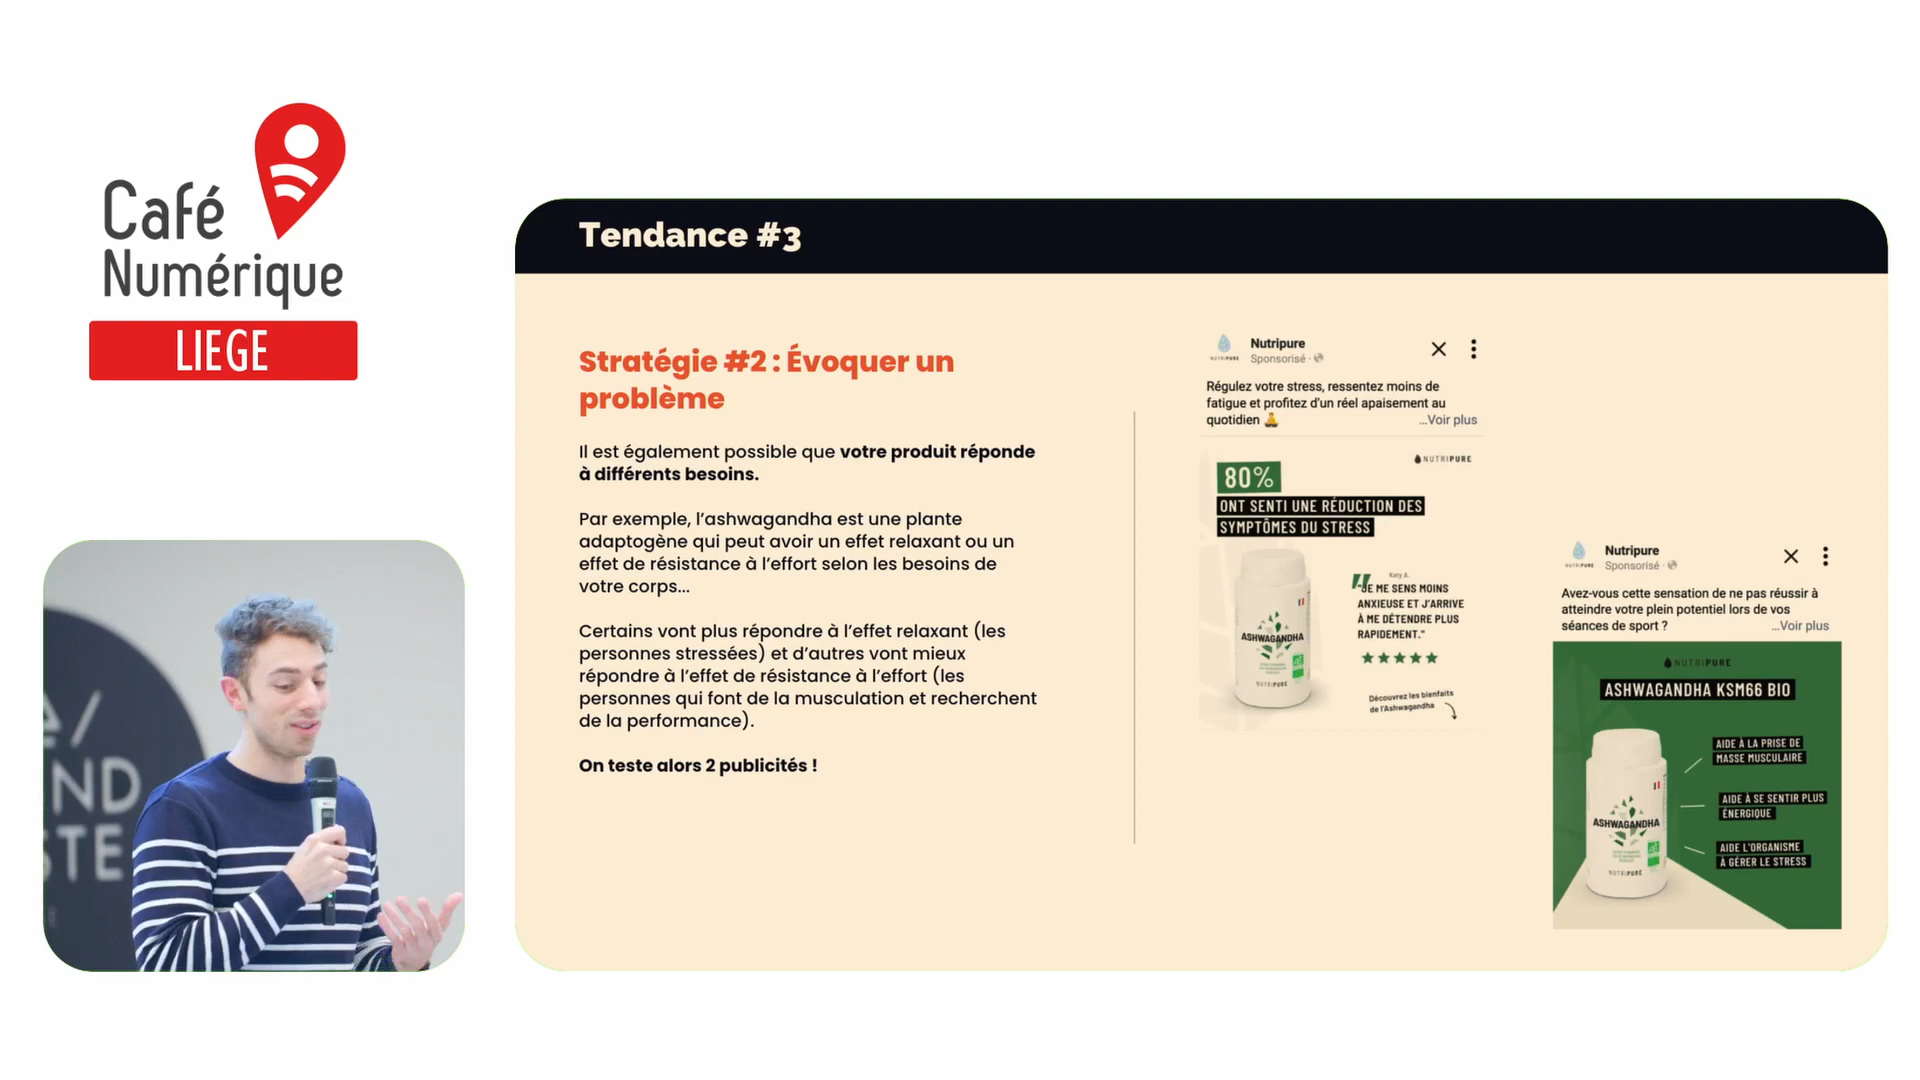 Café
Numérique
LIEGE
Tendance #3
Stratégie #2 : Évoquer un
problème
Il est également possible que votre produit réponde
à différents besoins.
Par exemple, l'ashwagandha est une plante
adaptogène qui peut avoir un effet relaxant ou un
effet de résistance à l'effort selon les besoins de
votre corps...
Certains vont plus répondre à l'effet relaxant (les
personnes stressées) et d'autres vont mieux
répondre à l'effet de résistance à l'effort (les
personnes qui font de la musculation et recherchent
de la performance).
On teste alors 2 publicités !
NUTRIPURE
Nutripure
Sponsorisé ·
Régulez votre stress, ressentez moins de
fatigue et profitez d'un réel apaisement au
quotidien
...Voir plus
NUTRIPURE
80%
ONT SENTI UNE RÉDUCTION DES
SYMPTÔMES DU STRESS
Katy A.
"JE ME SENS MOINS
ANXIEUSE ET J'ARRIVE
À ME DÉTENDRE PLUS
RAPIDEMENT."
ASHWAGANDHA
NUTRIPURE
Découvrez les bienfaits
de l'Ashwagandha
NUTRIPURE
Nutripure
Sponsorisé ·
Avez-vous cette sensation de ne pas réussir à
atteindre votre plein potentiel lors de vos
séances de sport ?
...Voir plus
NUTRIPURE
ASHWAGANDHA KSM66 BIO
AIDE À LA PRISE DE
MASSE MUSCULAIRE
AIDE À SE SENTIR PLUS
ÉNERGIQUE
AIDE L'ORGANISME
À GÉRER LE STRESS
ASHWAGANDHA
NUTRIPURE
ND
STE